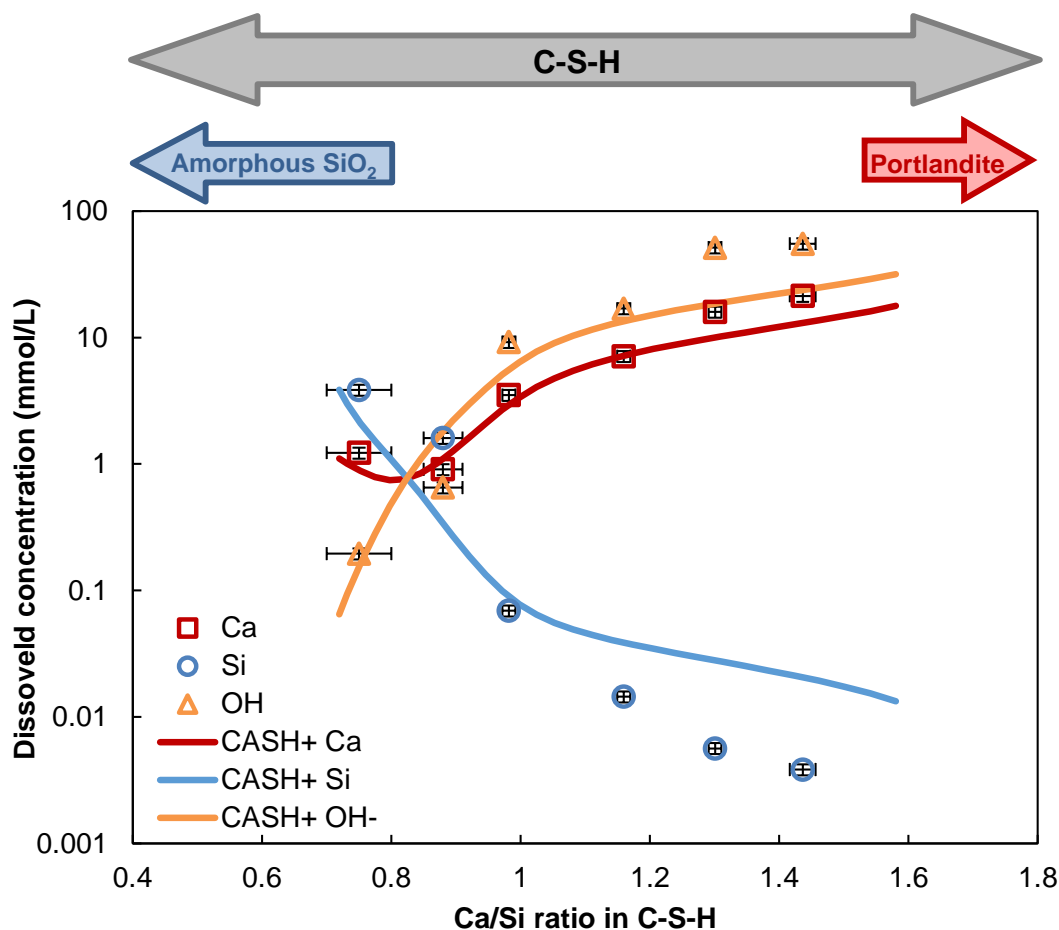 C-S-H
Amorphous SiO₂
Portlandite
100
10
1
0.1
0.01
0.001
Dissoveld concentration (mmol/L)
Ca
Si
OH
CASH+ Ca
CASH+ Si
CASH+ OH-
0.4 0.6 0.8 1 1.2 1.4 1.6 1.8
Ca/Si ratio in C-S-H